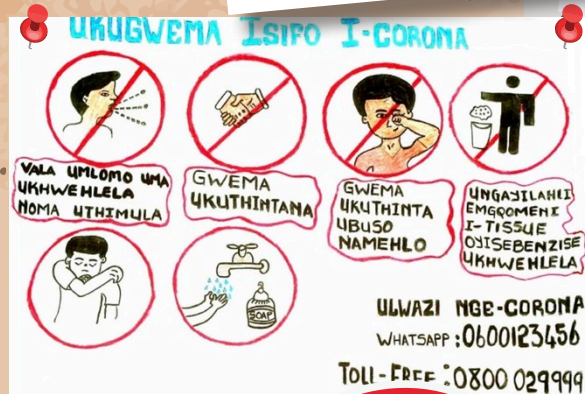 UKUGWEMA ISIFO I-CORONA
VALA UMLOMO UMA
UKHWEHLELA
NOMA UTHIMULA
GWEMA
UKUTHINTANA
GWEMA
UKUTHINTA
UBUSO
NAMEHLO
UNGAYILAHLI
EMGQOMENI
I-TISSUE
OYISEBENZISE
UKHWEHLELA
SOAP
ULWAZI NGE-CORONA
WHATSAPP: 0600123456
TOLL-FREE: 0800 029999